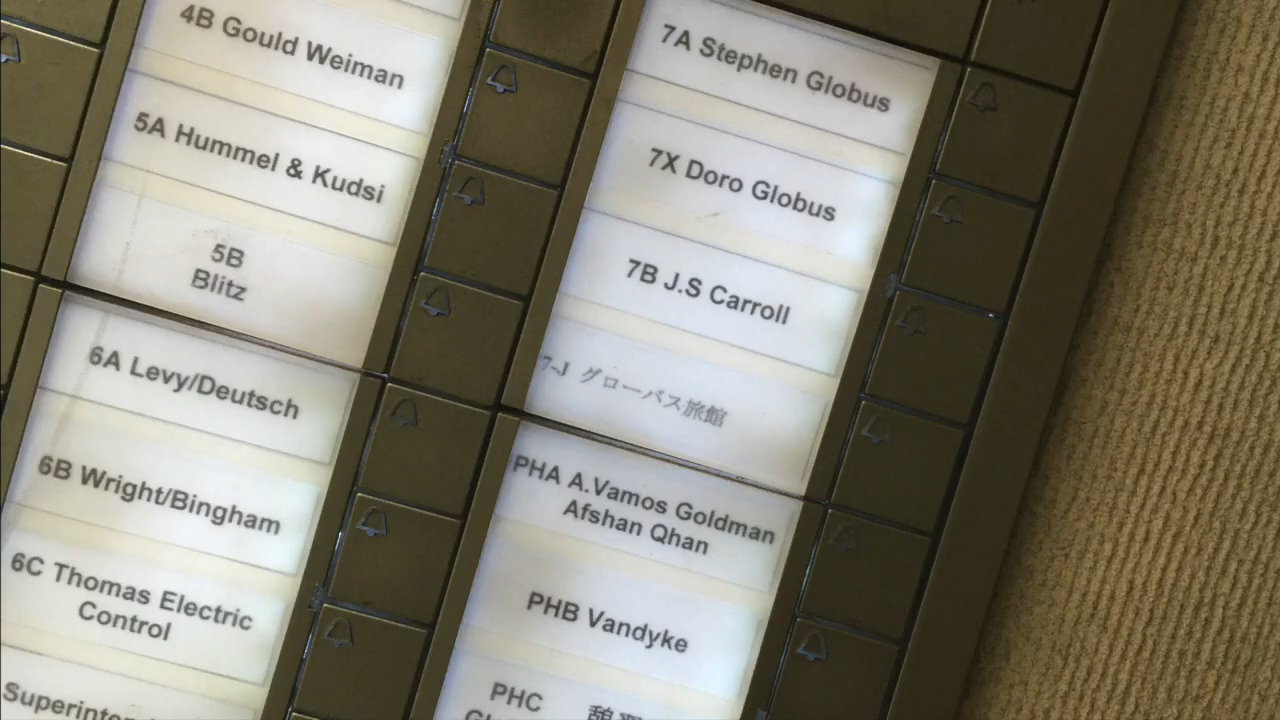 4B Gould Weiman
5A Hummel & Kudsi
5B
Blitz
6A Levy/Deutsch
6B Wright/Bingham
6C Thomas Electric
Control
7A Stephen Globus
7X Doro Globus
7B J.S Carroll
7-J グローバス旅館
PHA A.Vamos Goldman
Afshan Qhan
PHB Vandyke
PHC